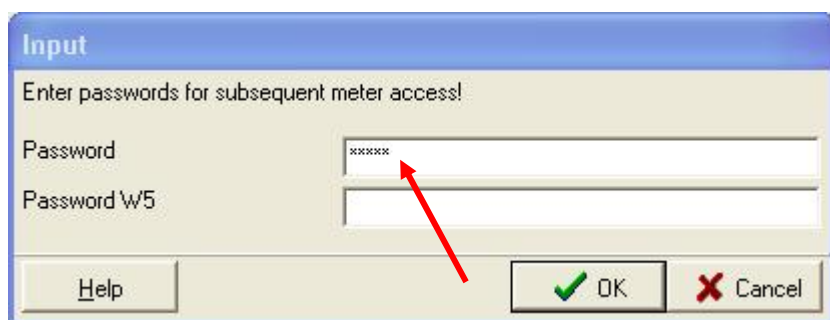 Input
Enter passwords for subsequent meter access!
Password
*****
Password W5
Help
OK
Cancel